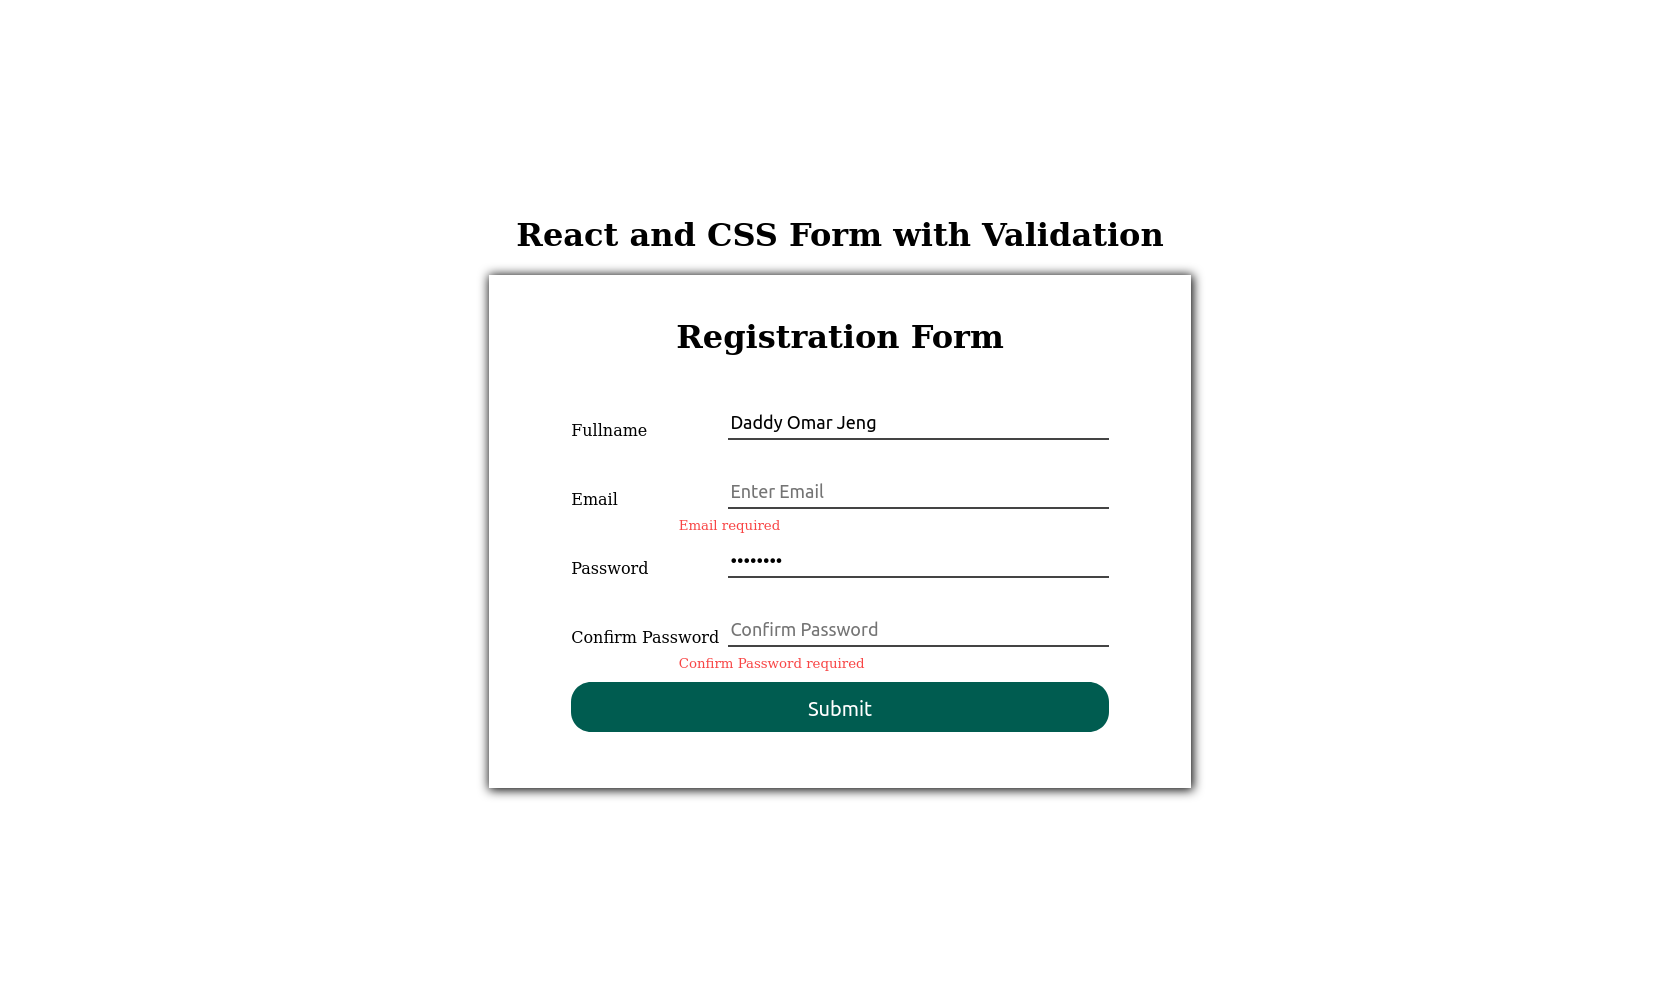 React and CSS Form with Validation
Registration Form
Fullname Daddy Omar Jeng
Email Enter Email
Email required
Password ••••••••
Confirm Password Confirm Password
Confirm Password required
Submit